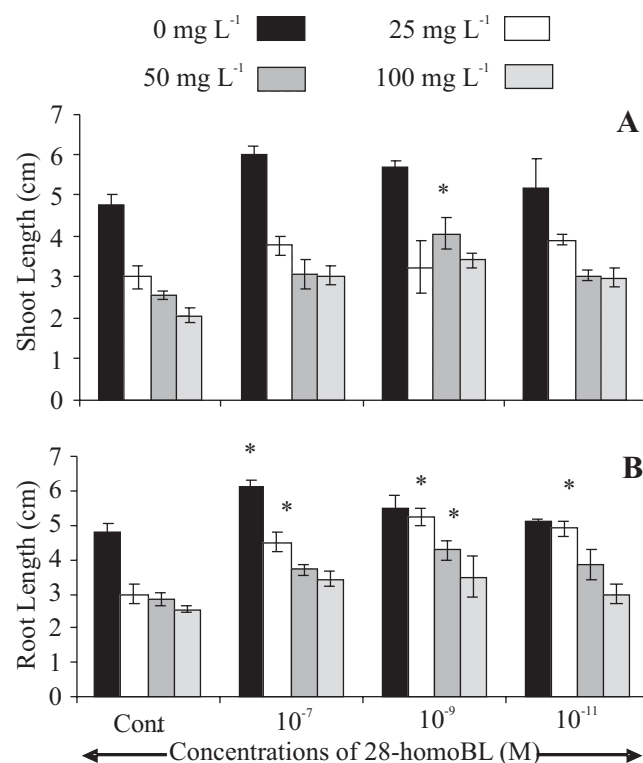 0 mg L⁻¹ 25 mg L⁻¹
50 mg L⁻¹ 100 mg L⁻¹
A
7
6
5
4
3
2
1
0
Shoot Length (cm)
*
B
7
6
5
4
3
2
1
0
Root Length (cm)
* * * * *
Cont. 10⁻⁷ 10⁻⁹ 10⁻¹¹
Concentrations of 28-homoBL (M)